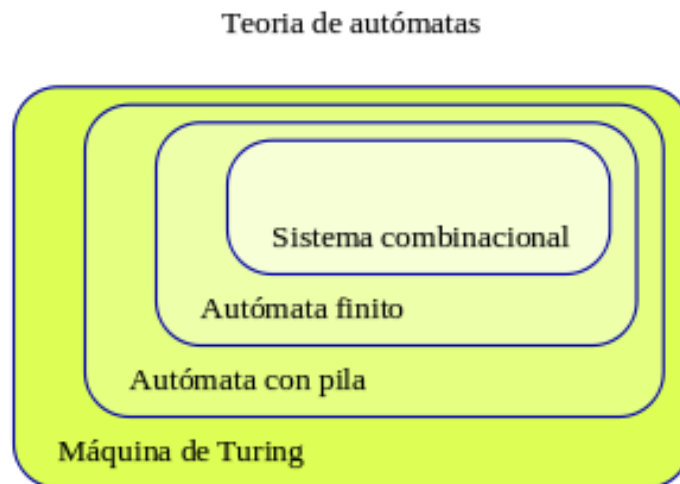 Teoria de autómatas
Sistema combinacional
Autómata finito
Autómata con pila
Máquina de Turing